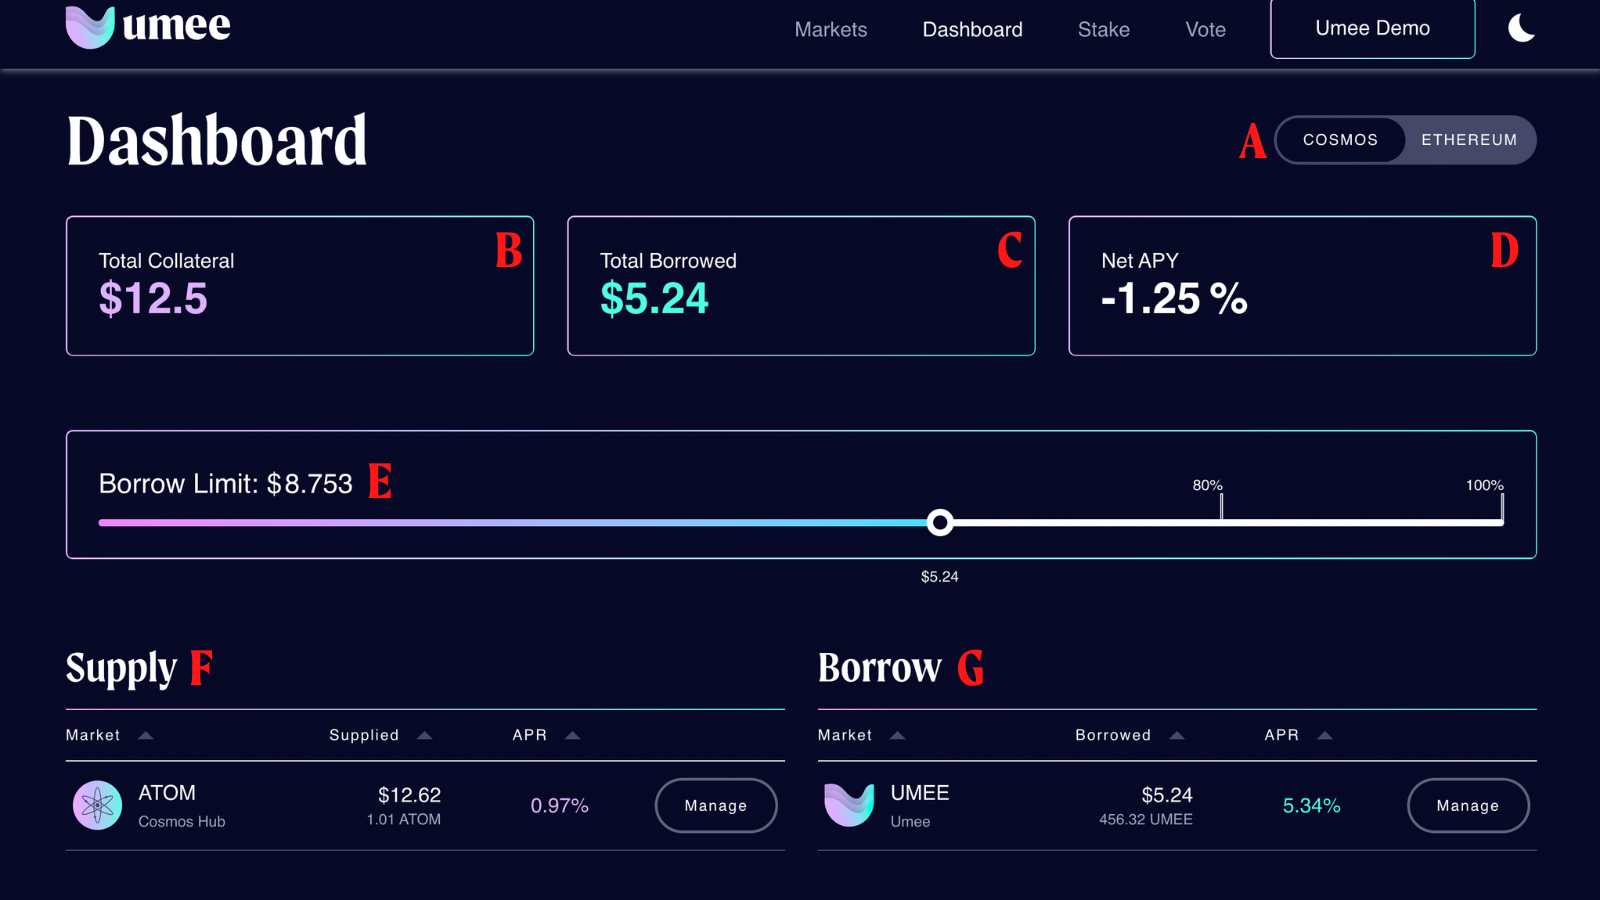 umee
Markets Dashboard Stake Vote Umee Demo
Dashboard
A COSMOS ETHEREUM
Total Collateral B
$12.5
Total Borrowed C
$5.24
Net APY D
-1.25 %
Borrow Limit: $8.753 E
80% 100%
$5.24
Supply F
Market Supplied APR
ATOM $12.62 0.97% Manage
Cosmos Hub 1.01 ATOM
Borrow G
Market Borrowed APR
UMEE $5.24 5.34% Manage
Umee 456.32 UMEE